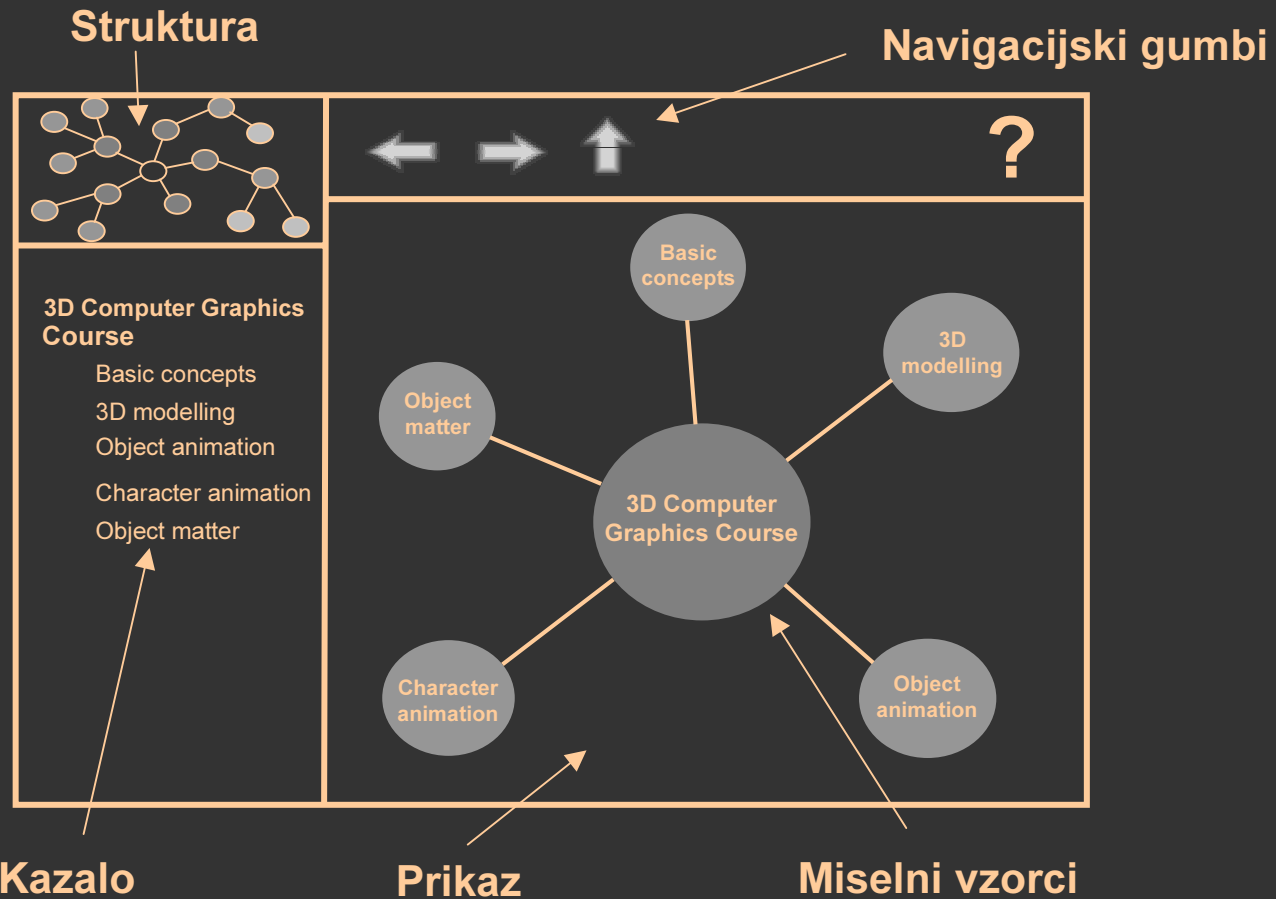 Struktura
Navigacijski gumbi
?
3D Computer Graphics
Course
Basic concepts
3D modelling
Object animation
Character animation
Object matter
Basic
concepts
3D
modelling
Object
matter
3D Computer
Graphics Course
Character
animation
Object
animation
Kazalo
Prikaz
Miselni vzorci